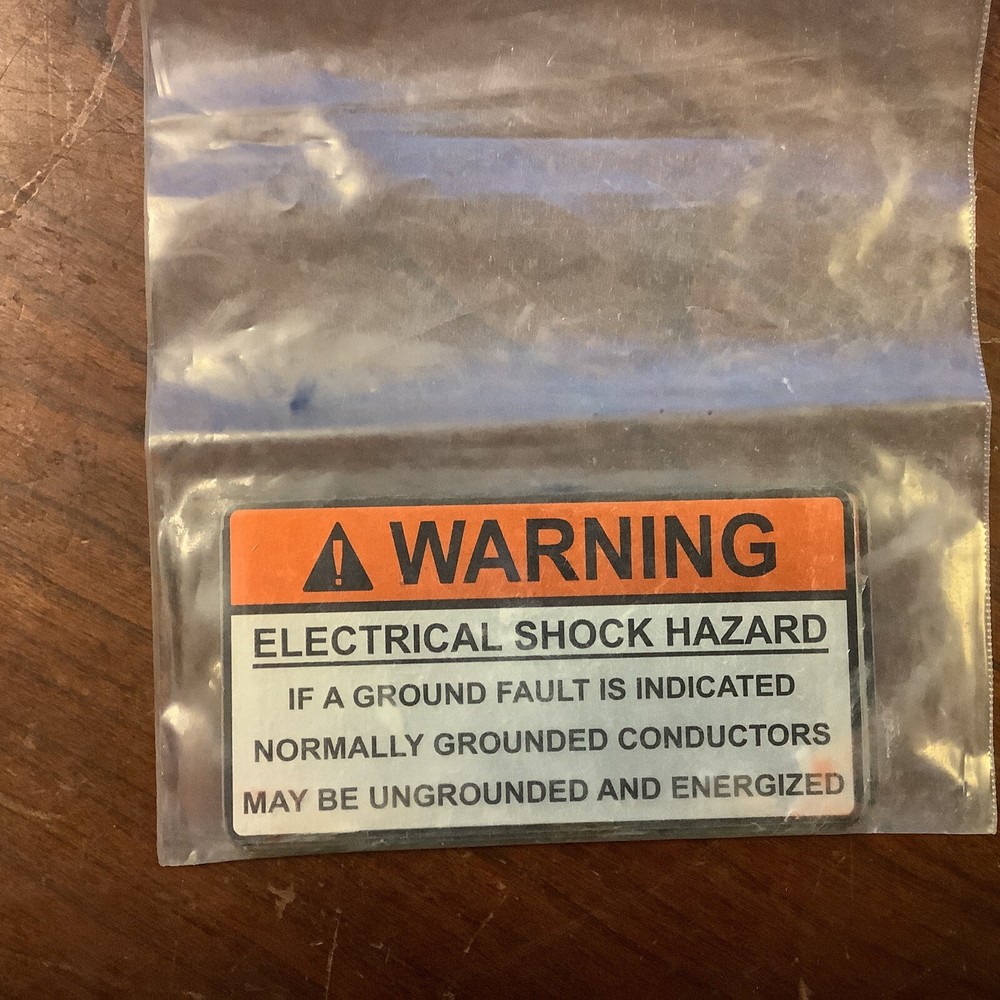 WARNING
ELECTRICAL SHOCK HAZARD
IF A GROUND FAULT IS INDICATED
NORMALLY GROUNDED CONDUCTORS
MAY BE UNGROUNDED AND ENERGIZED